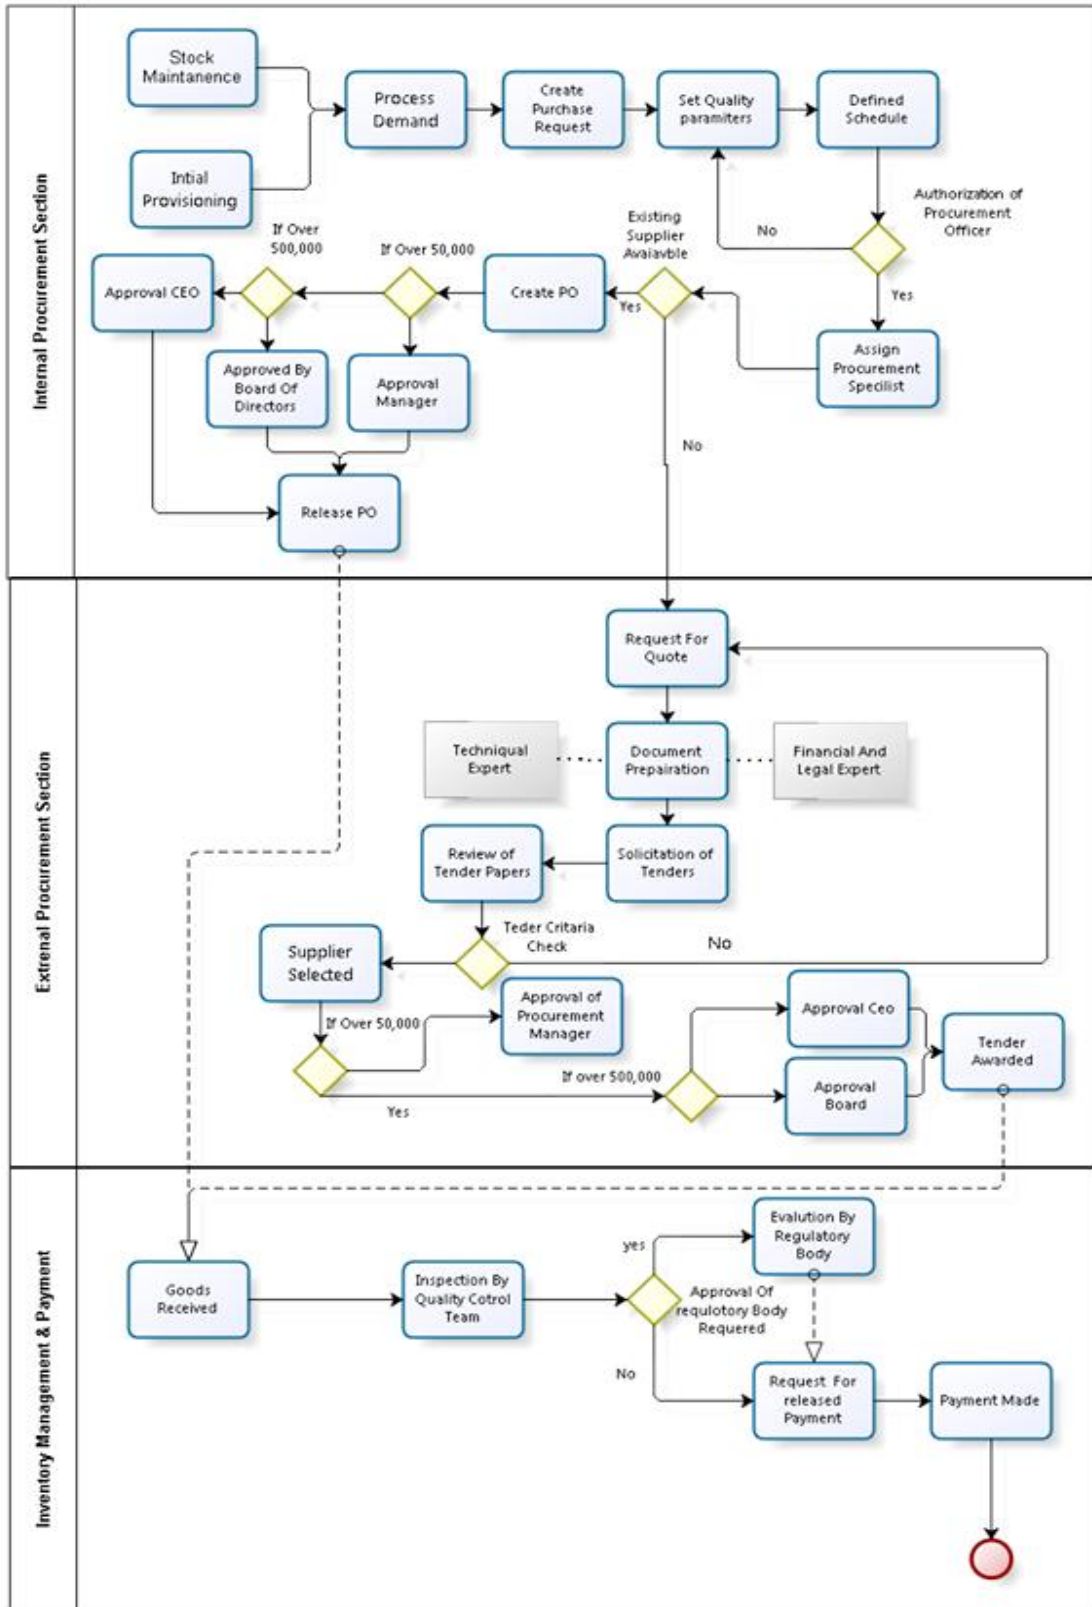 Internal Procurement Section
Stock
Maintanence
Intial
Provisioning
Process
Demand
Create
Purchase
Request
Set Quality
paramiters
Defined
Schedule
Authorization of
Procurement
Officer
No
Yes
Assign
Procurement
Specilist
Existing
Supplier
Avaiavble
Yes
No
Create PO
If Over 50,000
Approval
Manager
If Over
500,000
Approved By
Board Of
Directors
Approval CEO
Release PO
Extrenal Procurement Section
Request For
Quote
Techniqual
Expert
Document
Prepairation
Financial And
Legal Expert
Solicitation of
Tenders
Review of
Tender Papers
Teder Critaria
Check
No
Supplier
Selected
If Over 50,000
Approval of
Procurement
Manager
Yes
If over 500,000
Approval Ceo
Approval
Board
Tender
Awarded
Inventory Management & Payment
Goods
Received
Inspection By
Quality Cotrol
Team
yes
No
Approval Of
requlotory Body
Requered
Evalution By
Regulatory
Body
Request For
released
Payment
Payment Made